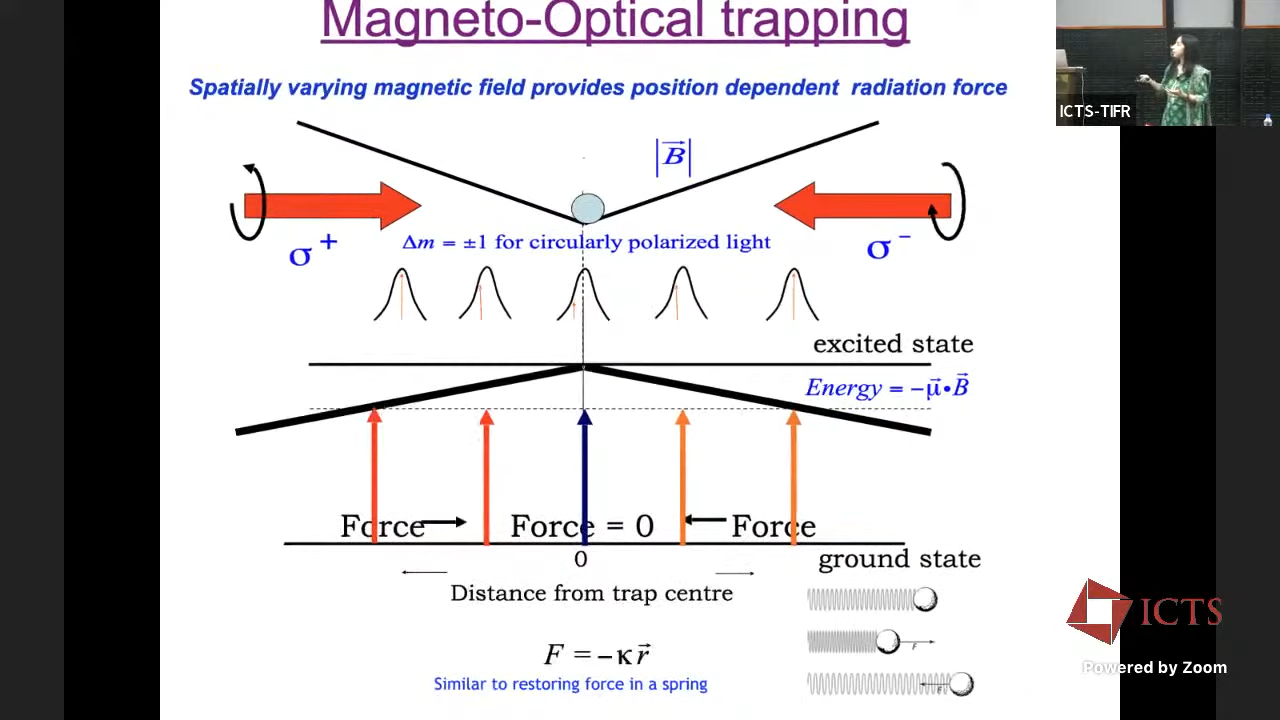 Magneto-Optical trapping
Spatially varying magnetic field provides position dependent radiation force
ICTS-TIFR
|B⃗|
σ⁺
Δm = ±1 for circularly polarized light
σ⁻
excited state
Energy = −μ⃗•B⃗
Force
Force = 0
Force
0
ground state
Distance from trap centre
F = −κr⃗
Similar to restoring force in a spring
F
F
ICTS
Powered by Zoom